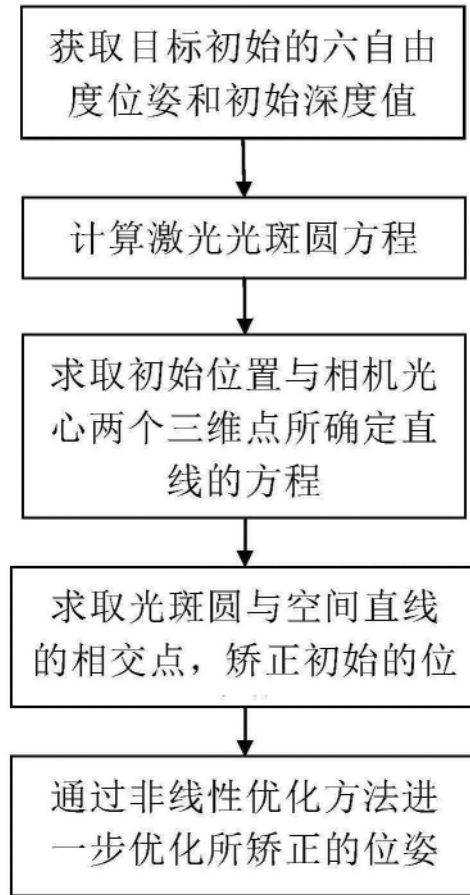 获取目标初始的六自由
度位姿和初始深度值
计算激光光斑圆方程
求取初始位置与相机光
心两个三维点所确定直
线的方程
求取光斑圆与空间直线
的相交点，矫正初始的位
通过非线性优化方法进
一步优化所矫正的位姿